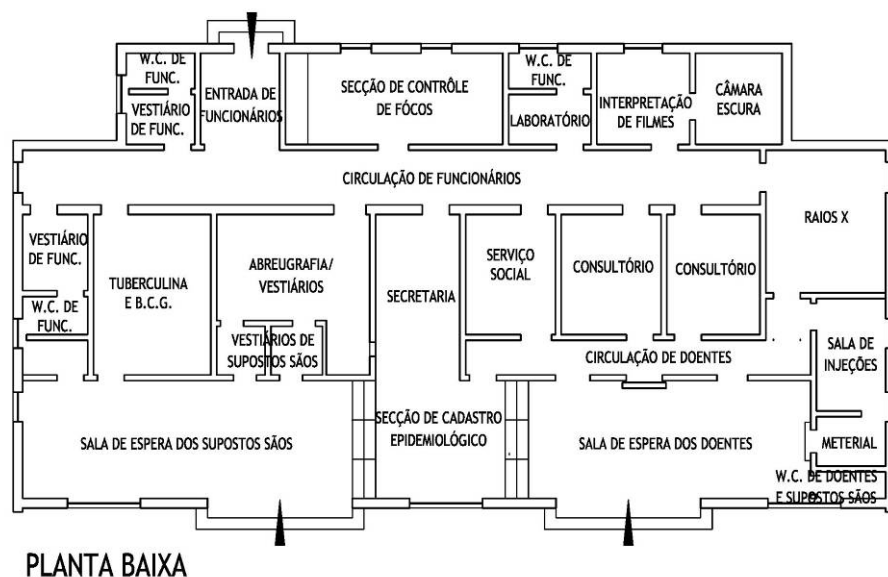 W.C. DE
FUNC.
VESTIÁRIO
DE FUNC.
ENTRADA DE
FUNCIONÁRIOS
SECÇÃO DE CONTRÔLE
DE FÓCOS
W.C. DE
FUNC.
LABORATÓRIO
INTERPRETAÇÃO
DE FILMES
CÂMARA
ESCURA
CIRCULAÇÃO DE FUNCIONÁRIOS
RAIOS X
VESTIÁRIO
DE FUNC.
W.C. DE
FUNC.
TUBERCULINA
E B.C.G.
ABREUGRAFIA/
VESTIÁRIOS
VESTIÁRIOS DE
SUPOSTOS SÃOS
SECRETARIA
SERVIÇO
SOCIAL
CONSULTÓRIO
CONSULTÓRIO
CIRCULAÇÃO DE DOENTES
SALA DE
INJEÇÕES
SALA DE ESPERA DOS SUPOSTOS SÃOS
SECÇÃO DE CADASTRO
EPIDEMIOLÓGICO
SALA DE ESPERA DOS DOENTES
METERIAL
W.C. DE DOENTES
E SUPOSTOS SÃOS
PLANTA BAIXA